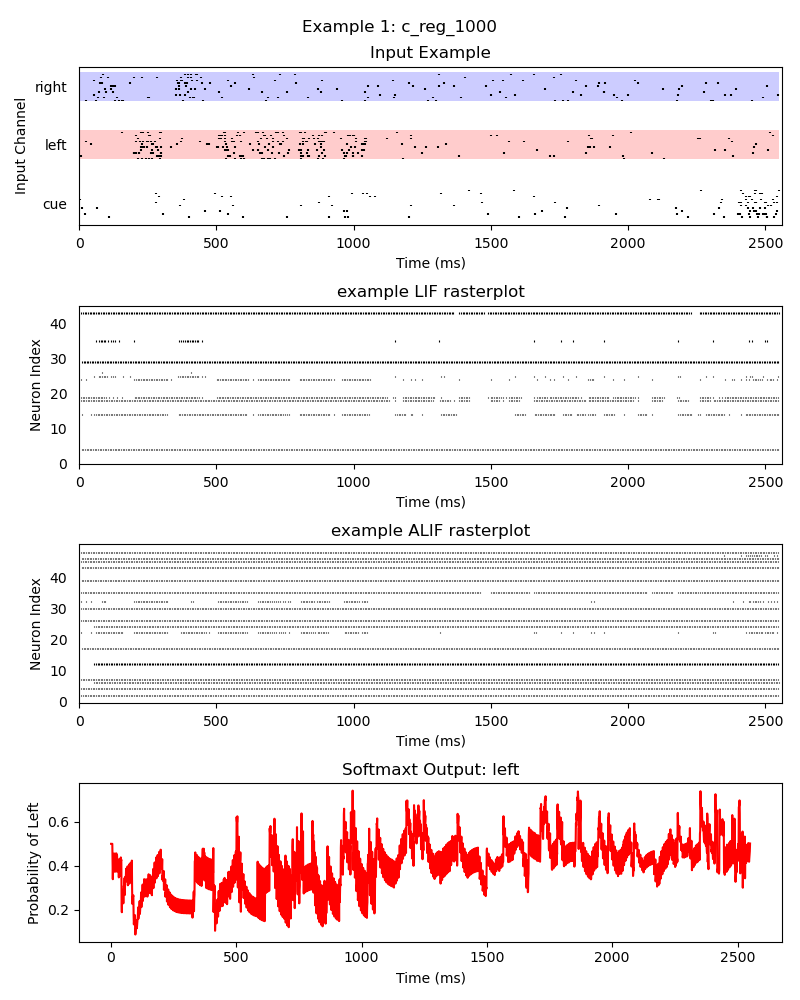 Example 1: c_reg_1000
Input Example
Input Channel
right
left
cue
0 500 1000 1500 2000 2500
Time (ms)
example LIF rasterplot
Neuron Index
40
30
20
10
0
0 500 1000 1500 2000 2500
Time (ms)
example ALIF rasterplot
Neuron Index
40
30
20
10
0
0 500 1000 1500 2000 2500
Time (ms)
Softmaxt Output: left
Probability of Left
0.6
0.4
0.2
0 500 1000 1500 2000 2500
Time (ms)